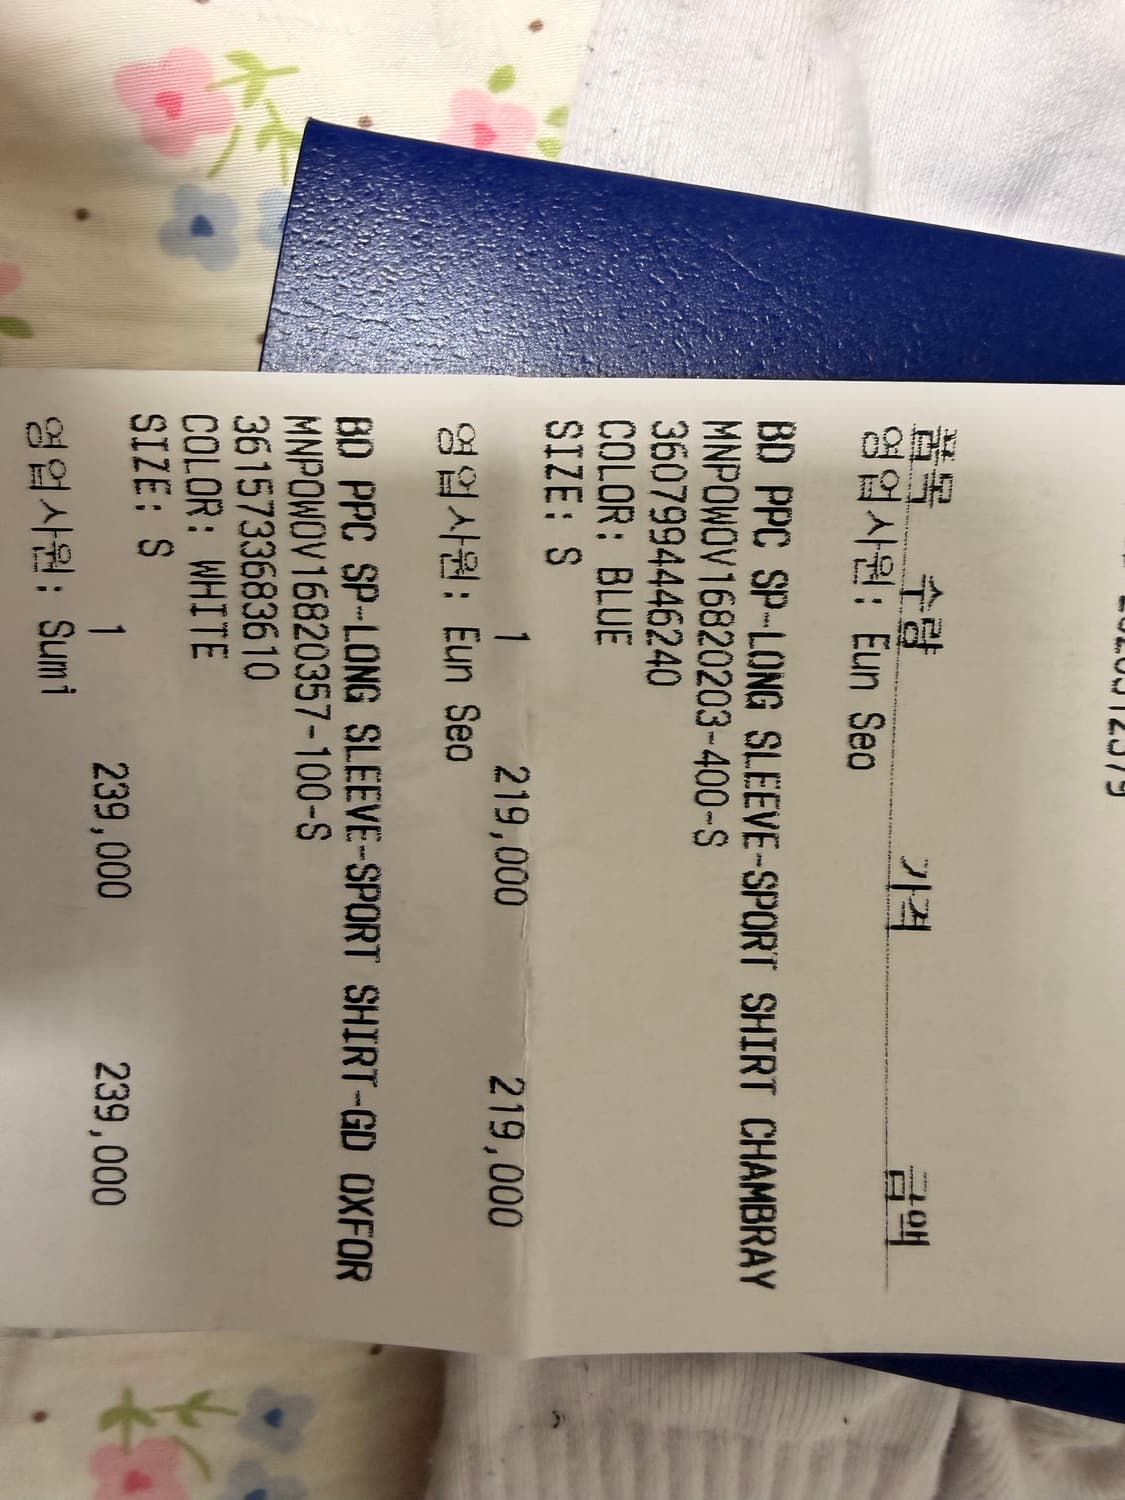 품목 수량 가격 금액
영업사원: Eun Seo
BD PPC SP-LONG SLEEVE-SPORT SHIRT CHAMBRAY
MNPOWOV16820203-400-S
3607994446240
COLOR: BLUE
SIZE: S
1 219,000 219,000
영업사원: Eun Seo
BD PPC SP-LONG SLEEVE-SPORT SHIRT-GD OXFOR
MNPOWOV16820357-100-S
3615733683610
COLOR: WHITE
SIZE: S
1 239,000 239,000
영업사원: Sumi